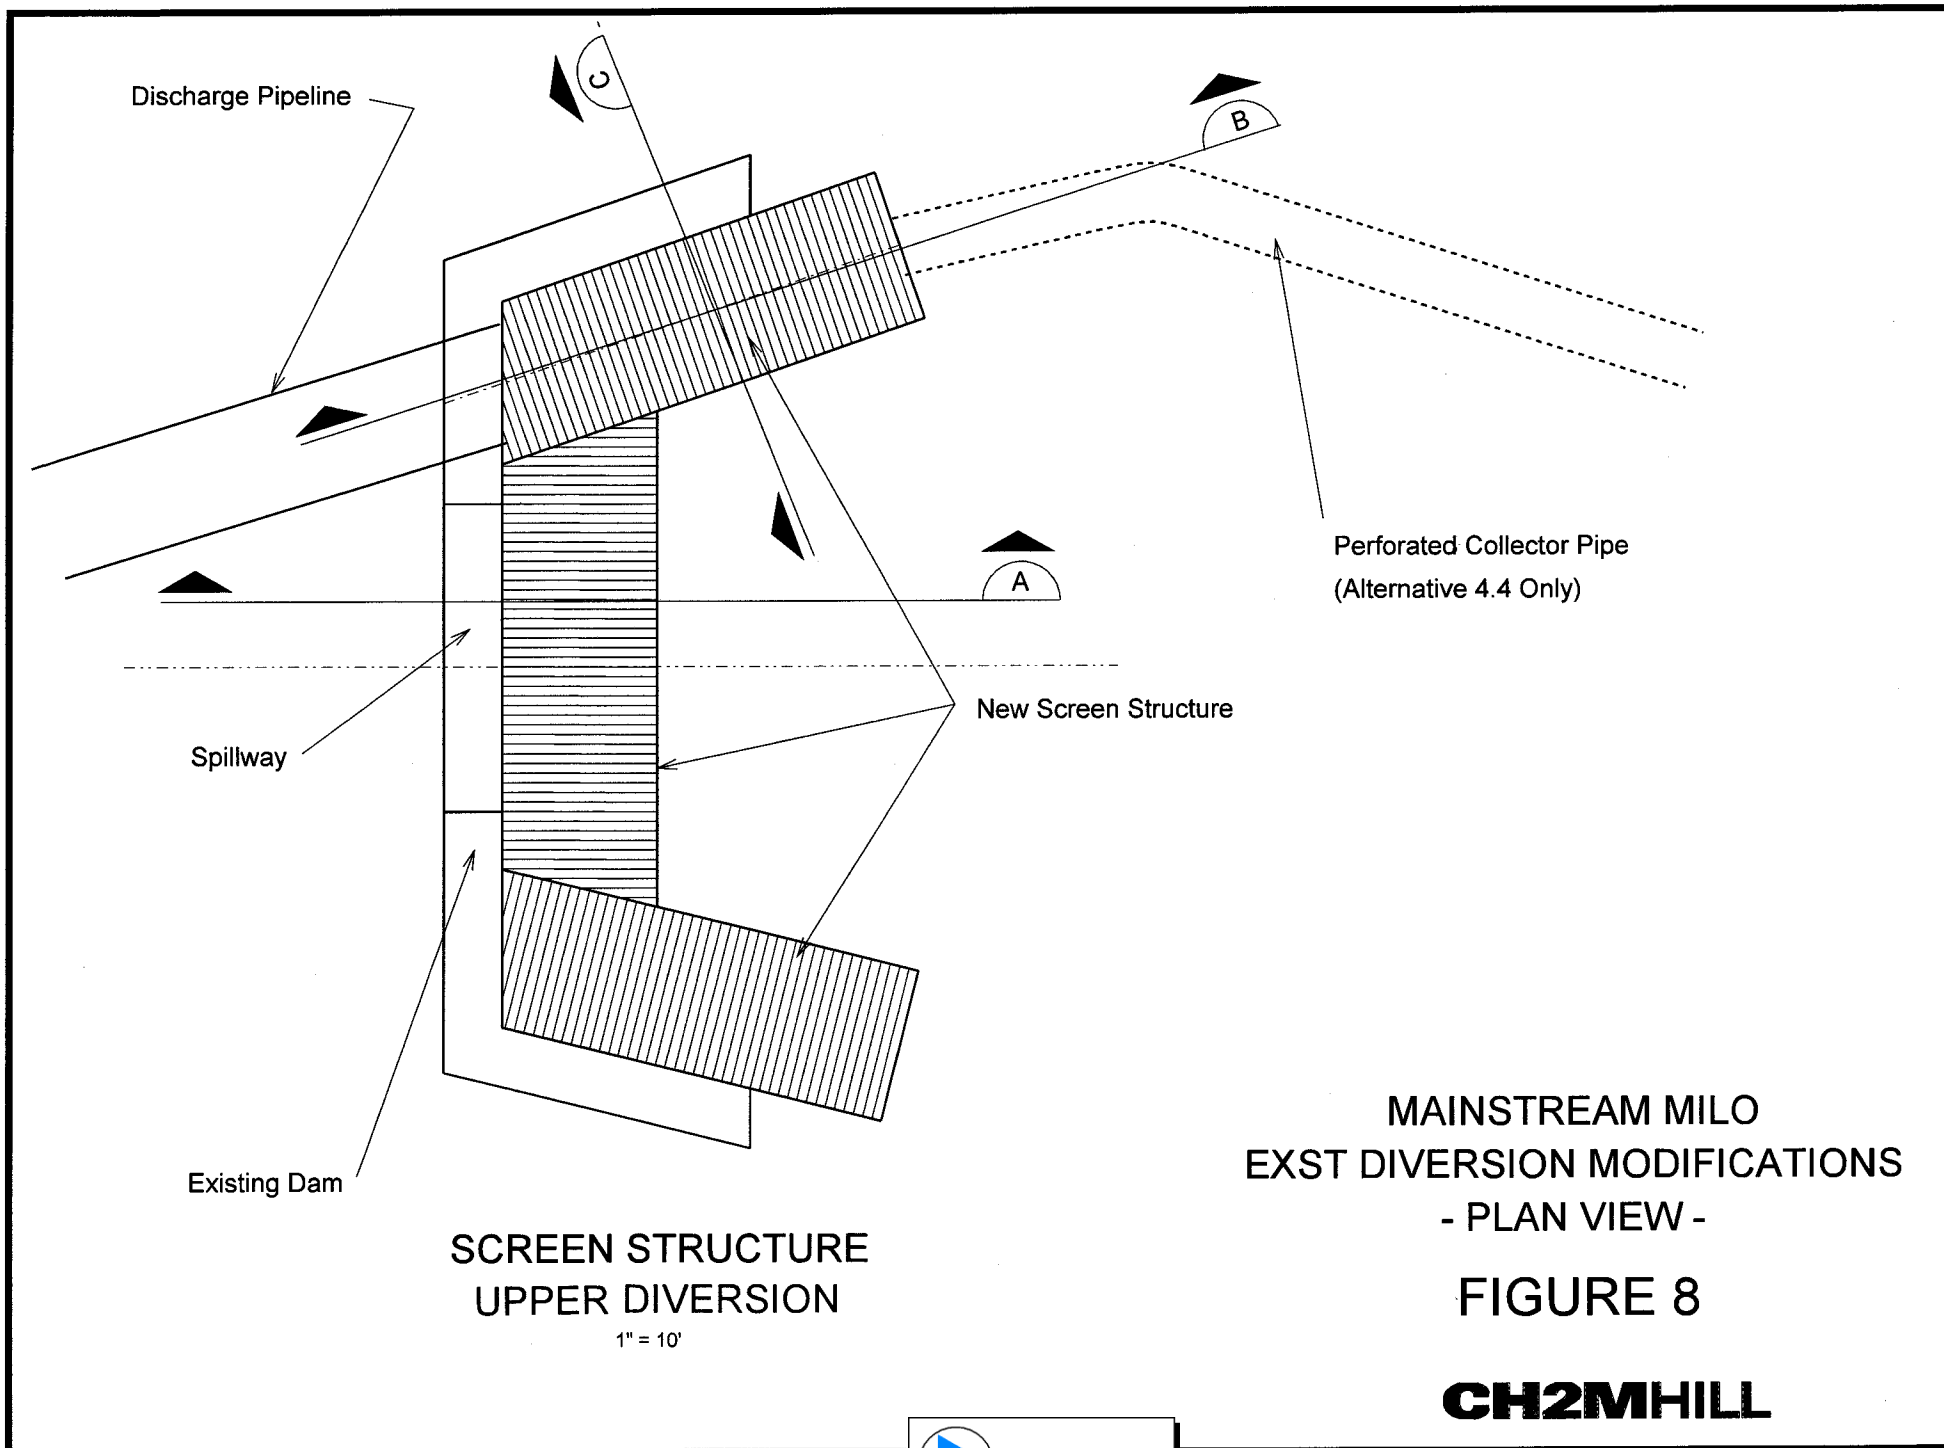 Discharge Pipeline
C
B
Perforated Collector Pipe
(Alternative 4.4 Only)
A
New Screen Structure
Spillway
Existing Dam
SCREEN STRUCTURE
UPPER DIVERSION
1" = 10'
MAINSTREAM MILO
EXST DIVERSION MODIFICATIONS
- PLAN VIEW -
FIGURE 8
CH2MHILL